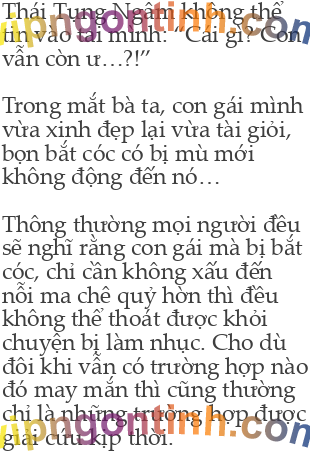 Thái Tung Ngâm không thể
tin vào tai mình: “Cái gì? Con
vẫn còn ư…?!”
Trong mắt bà ta, con gái mình
vừa xinh đẹp lại vừa tài giỏi,
bọn bắt cóc có bị mù mới
không động đến nó…
Thông thường mọi người đều
sẽ nghĩ rằng con gái mà bị bắt
cóc, chỉ cần không xấu đến
nỗi ma chê quỷ hờn thì đều
không thể thoát được khỏi
chuyện bị làm nhục. Cho dù
đôi khi vẫn có trường hợp nào
đó may mắn thì cũng thường
chỉ là những trường hợp được
giải cứu kịp thời.
vipngontinh.com
vipngontinh.com